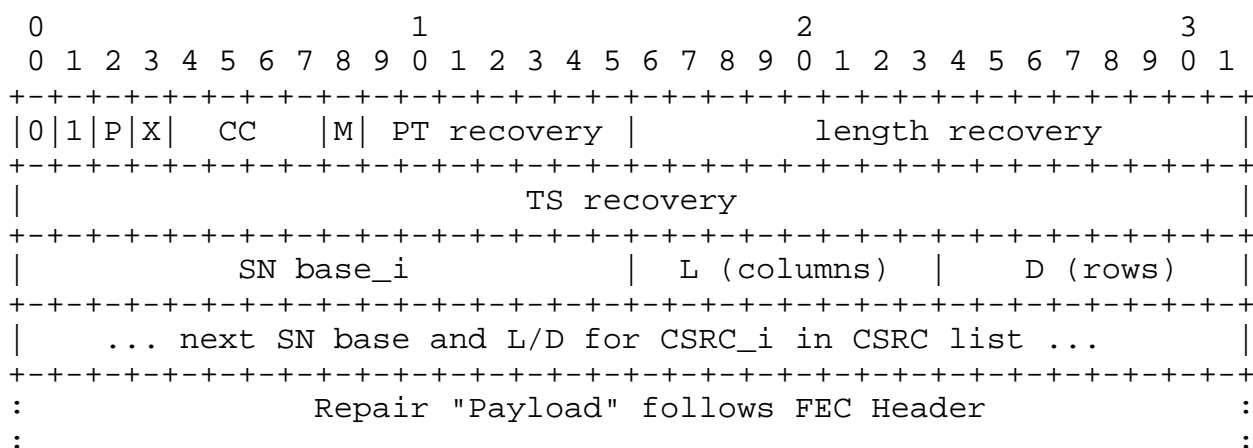 0                   1                   2                   3
 0 1 2 3 4 5 6 7 8 9 0 1 2 3 4 5 6 7 8 9 0 1 2 3 4 5 6 7 8 9 0 1
+-+-+-+-+-+-+-+-+-+-+-+-+-+-+-+-+-+-+-+-+-+-+-+-+-+-+-+-+-+-+-+-+
|0|1|P|X|  CC   |M| PT recovery |         length recovery       |
+-+-+-+-+-+-+-+-+-+-+-+-+-+-+-+-+-+-+-+-+-+-+-+-+-+-+-+-+-+-+-+-+
|                          TS recovery                          |
+-+-+-+-+-+-+-+-+-+-+-+-+-+-+-+-+-+-+-+-+-+-+-+-+-+-+-+-+-+-+-+-+
|           SN base_i           |  L (columns)  |    D (rows)   |
+-+-+-+-+-+-+-+-+-+-+-+-+-+-+-+-+-+-+-+-+-+-+-+-+-+-+-+-+-+-+-+-+
|    ... next SN base and L/D for CSRC_i in CSRC list ...       |
+-+-+-+-+-+-+-+-+-+-+-+-+-+-+-+-+-+-+-+-+-+-+-+-+-+-+-+-+-+-+-+-+
:               Repair "Payload" follows FEC Header             :
:                                                               :